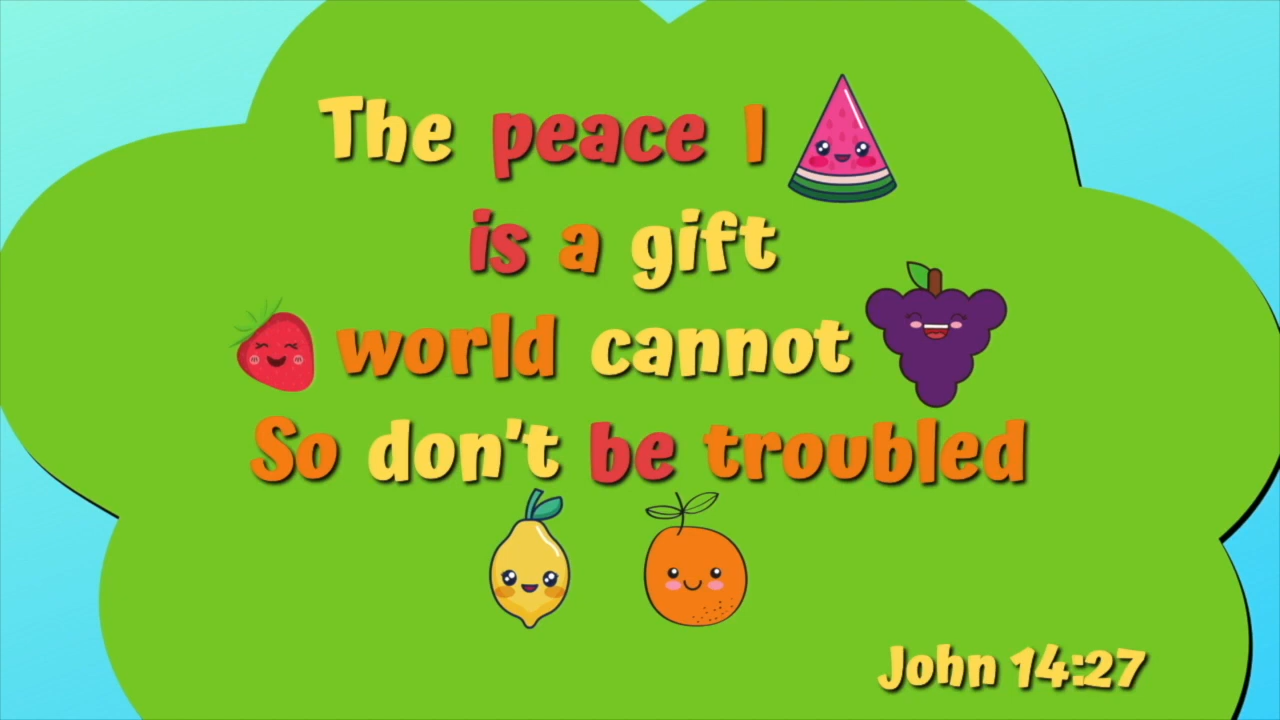 The peace I
is a gift
world cannot
So don't be troubled
John 14:27